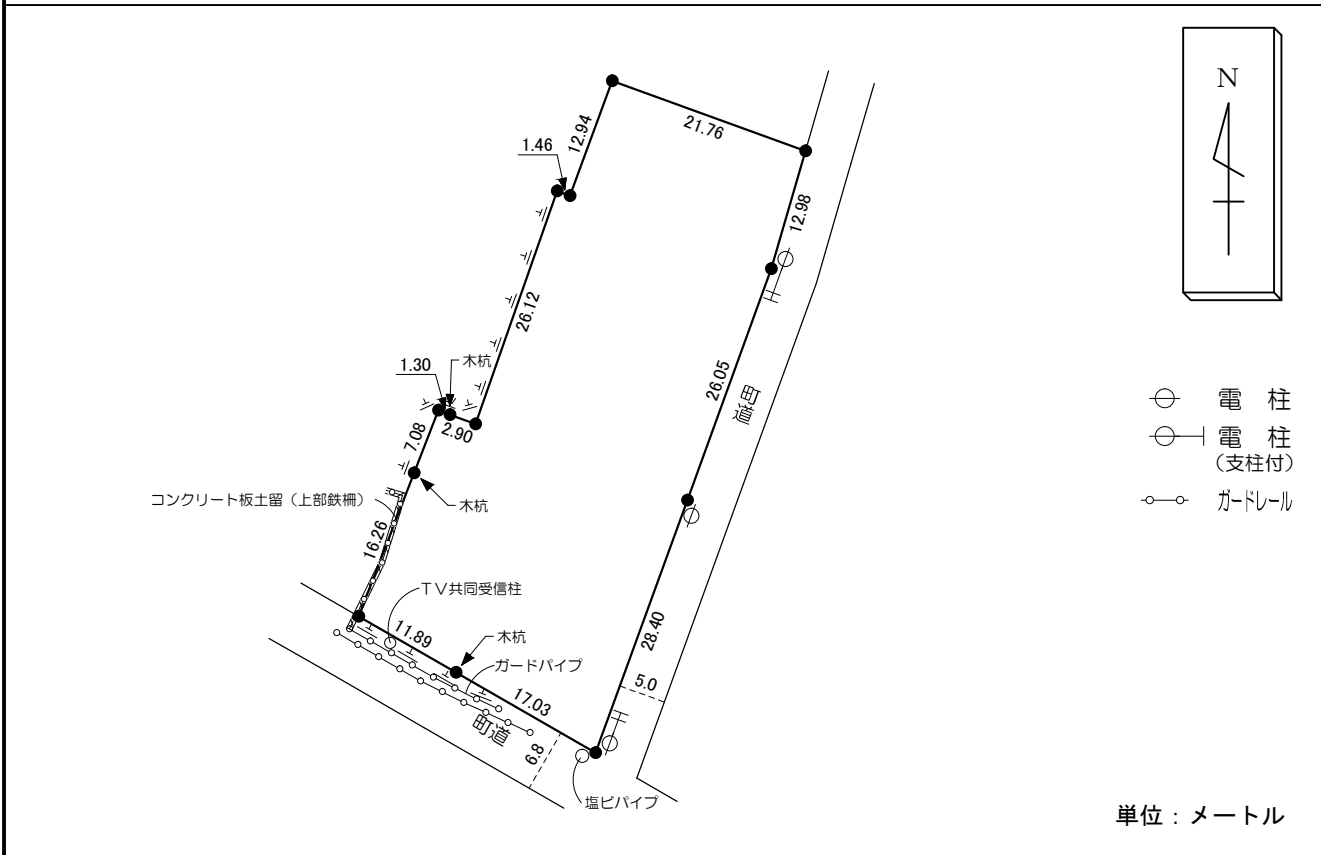 N
21.76
12.94
1.46
12.98
26.12
1.30
木杭
26.05
町道
2.90
7.08
電柱
電柱
(支柱付)
ガードレール
コンクリート板土留(上部鉄柵)
木杭
16.26
TV共同受信柱
11.89
木杭
ガードパイプ
28.40
5.0
17.03
町道
6.8
塩ビパイプ
単位:メートル